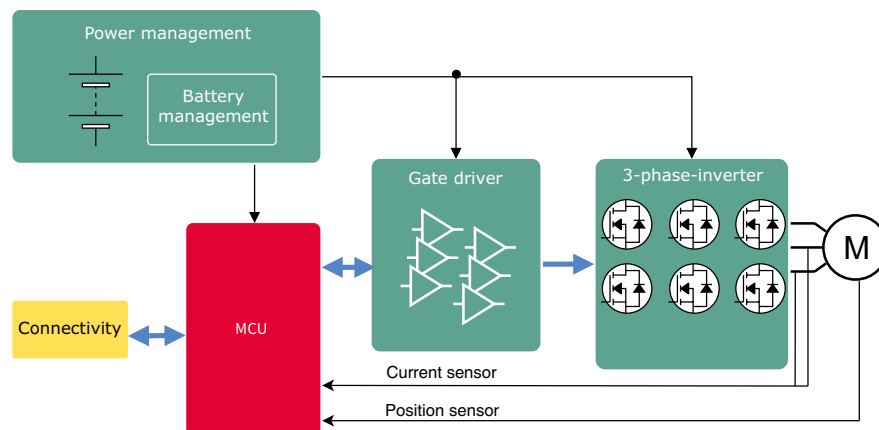 Power management
Battery
management
Gate driver
3-phase-inverter
M
Connectivity
MCU
Current sensor
Position sensor